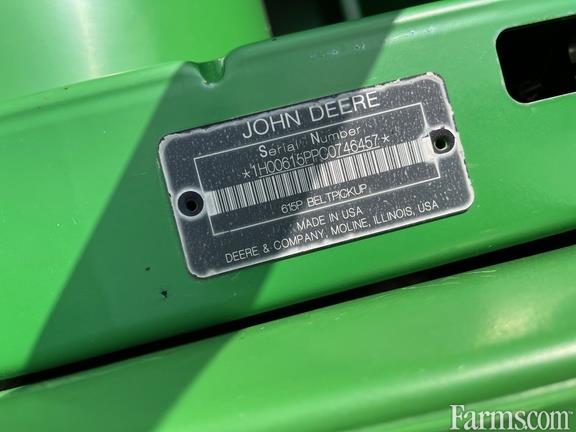 JOHN DEERE
Serial Number
*1H00615PPC0746457*
615P BELTPICKUP
MADE IN USA
DEERE & COMPANY, MOLINE, ILLINOIS, USA
Farms.com